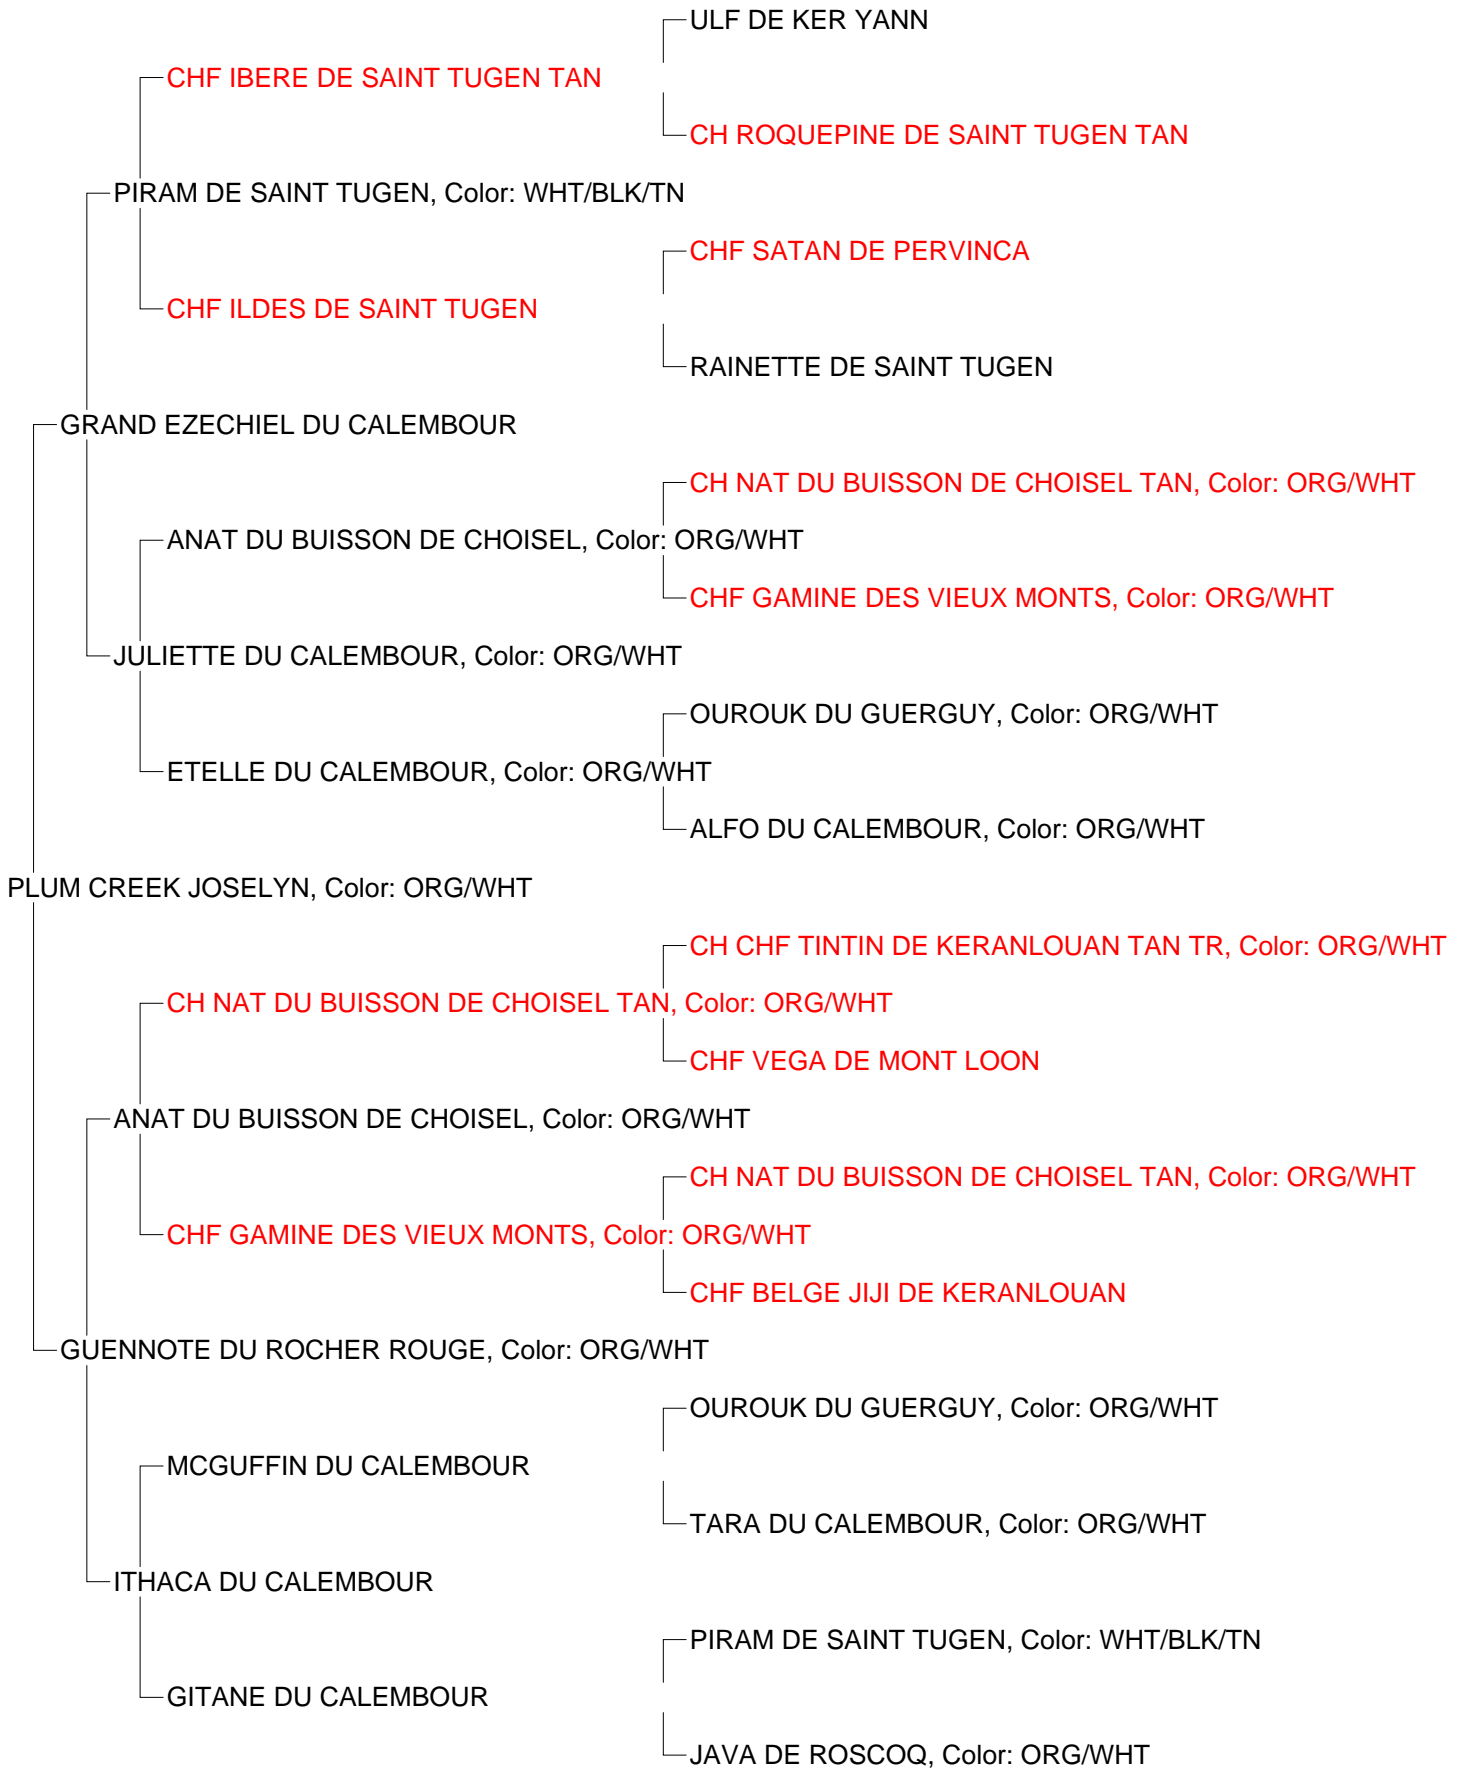 ULF DE KER YANN
CHF IBERE DE SAINT TUGEN TAN
CH ROQUEPINE DE SAINT TUGEN TAN
PIRAM DE SAINT TUGEN, Color: WHT/BLK/TN
CHF SATAN DE PERVINCA
CHF ILDES DE SAINT TUGEN
RAINETTE DE SAINT TUGEN
GRAND EZECHIEL DU CALEMBOUR
CH NAT DU BUISSON DE CHOISEL TAN, Color: ORG/WHT
ANAT DU BUISSON DE CHOISEL, Color: ORG/WHT
CHF GAMINE DES VIEUX MONTS, Color: ORG/WHT
JULIETTE DU CALEMBOUR, Color: ORG/WHT
OUROUK DU GUERGUY, Color: ORG/WHT
ETELLE DU CALEMBOUR, Color: ORG/WHT
ALFO DU CALEMBOUR, Color: ORG/WHT
PLUM CREEK JOSELYN, Color: ORG/WHT
CH CHF TINTIN DE KERANLOUAN TAN TR, Color: ORG/WHT
CH NAT DU BUISSON DE CHOISEL TAN, Color: ORG/WHT
CHF VEGA DE MONT LOON
ANAT DU BUISSON DE CHOISEL, Color: ORG/WHT
CH NAT DU BUISSON DE CHOISEL TAN, Color: ORG/WHT
CHF GAMINE DES VIEUX MONTS, Color: ORG/WHT
CHF BELGE JIJI DE KERANLOUAN
GUENNOTE DU ROCHER ROUGE, Color: ORG/WHT
OUROUK DU GUERGUY, Color: ORG/WHT
MCGUFFIN DU CALEMBOUR
TARA DU CALEMBOUR, Color: ORG/WHT
ITHACA DU CALEMBOUR
PIRAM DE SAINT TUGEN, Color: WHT/BLK/TN
GITANE DU CALEMBOUR
JAVA DE ROSCOQ, Color: ORG/WHT